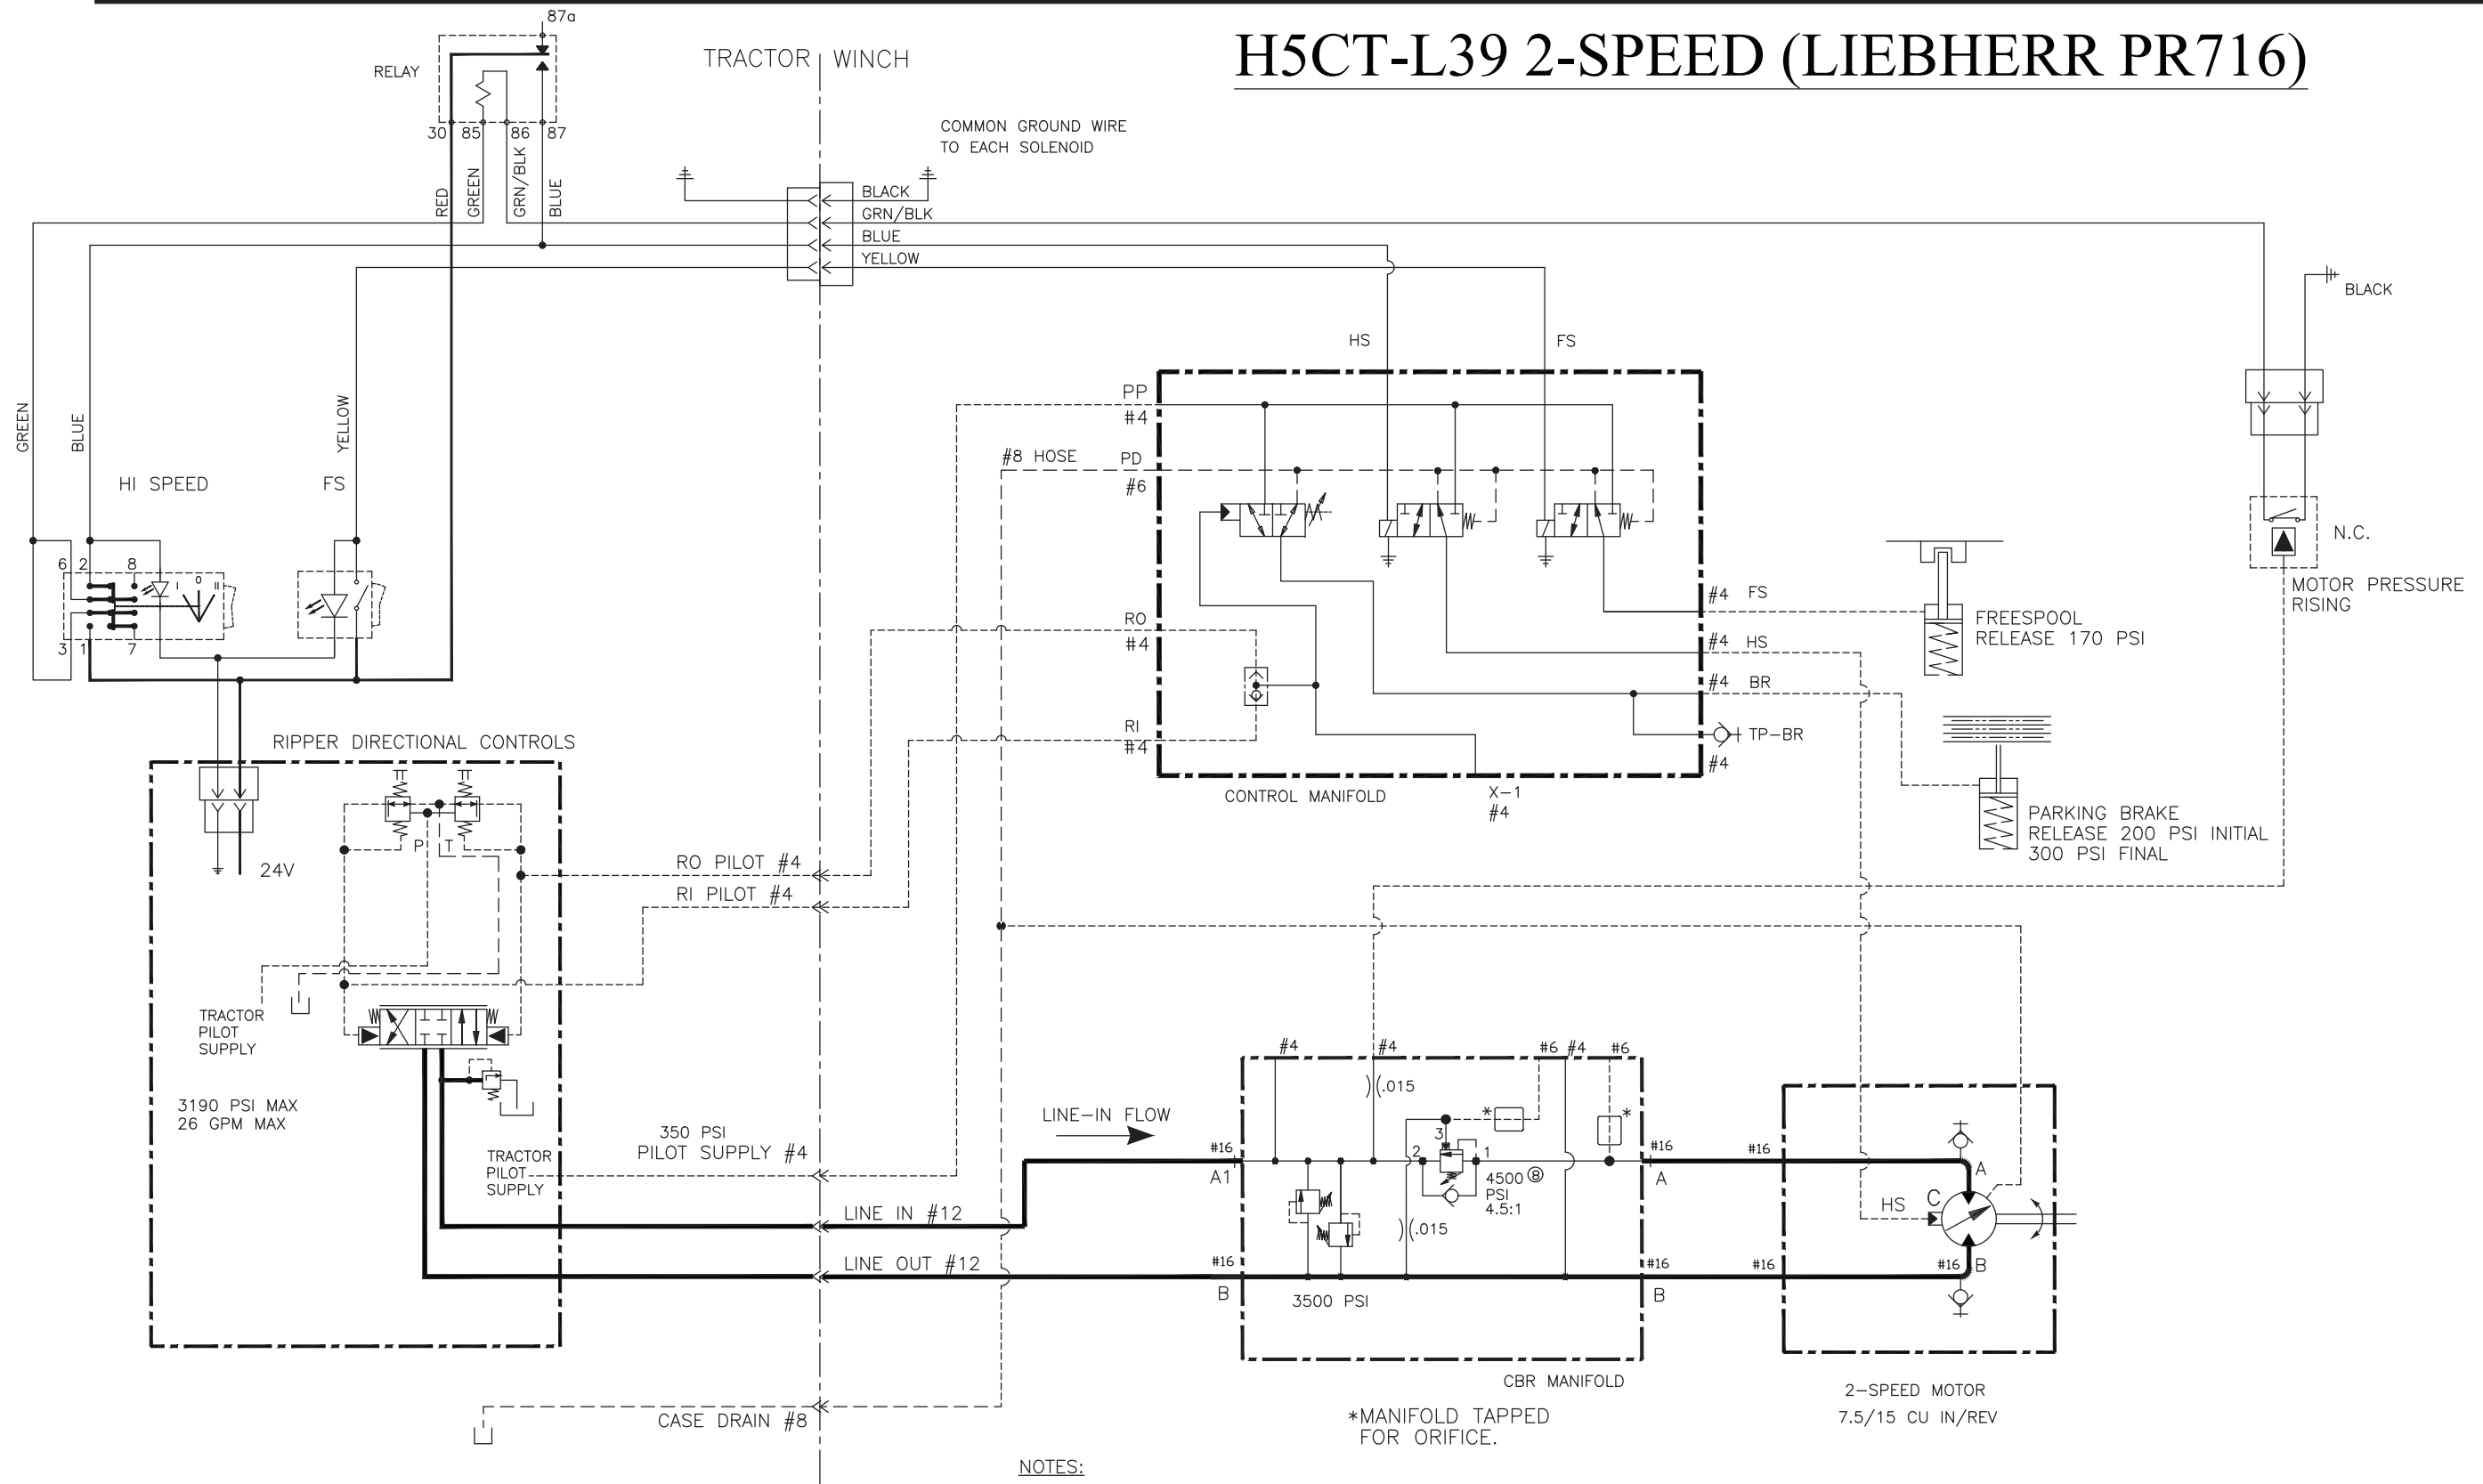 H5CT-L39 2-SPEED (LIEBHERR PR716)
87a
RELAY
30 85 86 87
TRACTOR WINCH
COMMON GROUND WIRE
TO EACH SOLENOID
RED
GREEN
GRN/BLK
BLUE
BLACK
GRN/BLK
BLUE
YELLOW
BLACK
GREEN
BLUE
YELLOW
HI SPEED
FS
6 2 8
I 0 II
3 1 7
HS
FS
PP
#4
#8 HOSE PD
#6
RO
#4
RI
#4
#4 FS
#4 HS
#4 BR
TP-BR
#4
CONTROL MANIFOLD
X-1
#4
N.C.
MOTOR PRESSURE
RISING
FREESPOOL
RELEASE 170 PSI
PARKING BRAKE
RELEASE 200 PSI INITIAL
300 PSI FINAL
RIPPER DIRECTIONAL CONTROLS
24V
P T
RO PILOT #4
RI PILOT #4
TRACTOR
PILOT
SUPPLY
3190 PSI MAX
26 GPM MAX
350 PSI
PILOT SUPPLY #4
TRACTOR
PILOT
SUPPLY
LINE IN #12
LINE OUT #12
CASE DRAIN #8
LINE-IN FLOW
#16
A1
#16
B
#4
#4
#6 #4
#6
.015
*
*
3
2
1
4500 ⑧
PSI
4.5:1
.015
3500 PSI
#16
A
#16
B
CBR MANIFOLD
*MANIFOLD TAPPED
FOR ORIFICE.
#16
A
HS
C
#16
#16
B
2-SPEED MOTOR
7.5/15 CU IN/REV
NOTES: